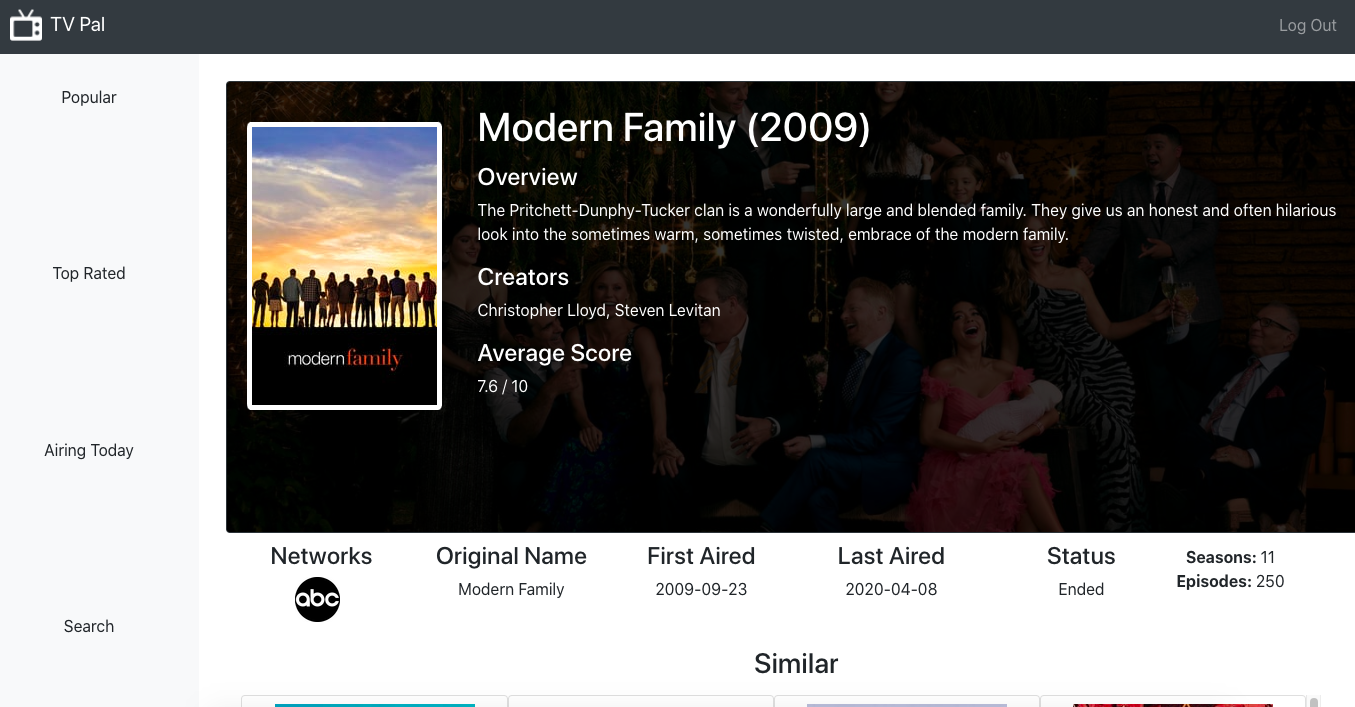 TV Pal
Log Out
Popular
Top Rated
Airing Today
Search
modern family
Modern Family (2009)
Overview
The Pritchett-Dunphy-Tucker clan is a wonderfully large and blended family. They give us an honest and often hilarious
look into the sometimes warm, sometimes twisted, embrace of the modern family.
Creators
Christopher Lloyd, Steven Levitan
Average Score
7.6 / 10
Networks
abc
Original Name
Modern Family
First Aired
2009-09-23
Last Aired
2020-04-08
Status
Ended
Seasons: 11
Episodes: 250
Similar